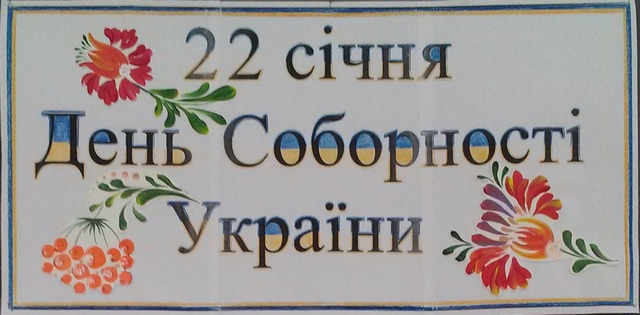 22 січня
День Соборності
України